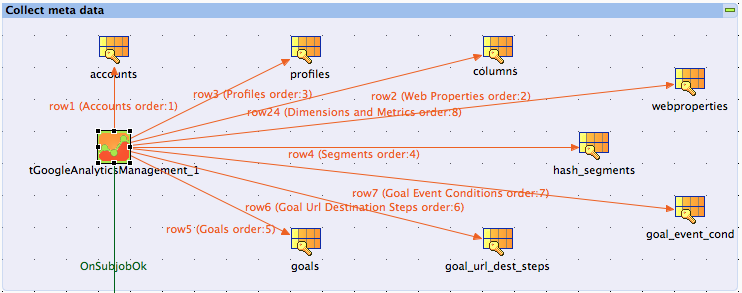 Collect meta data
accounts
profiles
columns
row3 (Profiles order:3)
row2 (Web Properties order:2)
row1 (Accounts order:1)
webproperties
row24 (Dimensions and Metrics order:8)
row4 (Segments order:4)
tGoogleAnalyticsManagement_1
hash_segments
row7 (Goal Event Conditions order:7)
row6 (Goal Url Destination Steps order:6)
row5 (Goals order:5)
goal_event_cond
OnSubjobOk
goals
goal_url_dest_steps